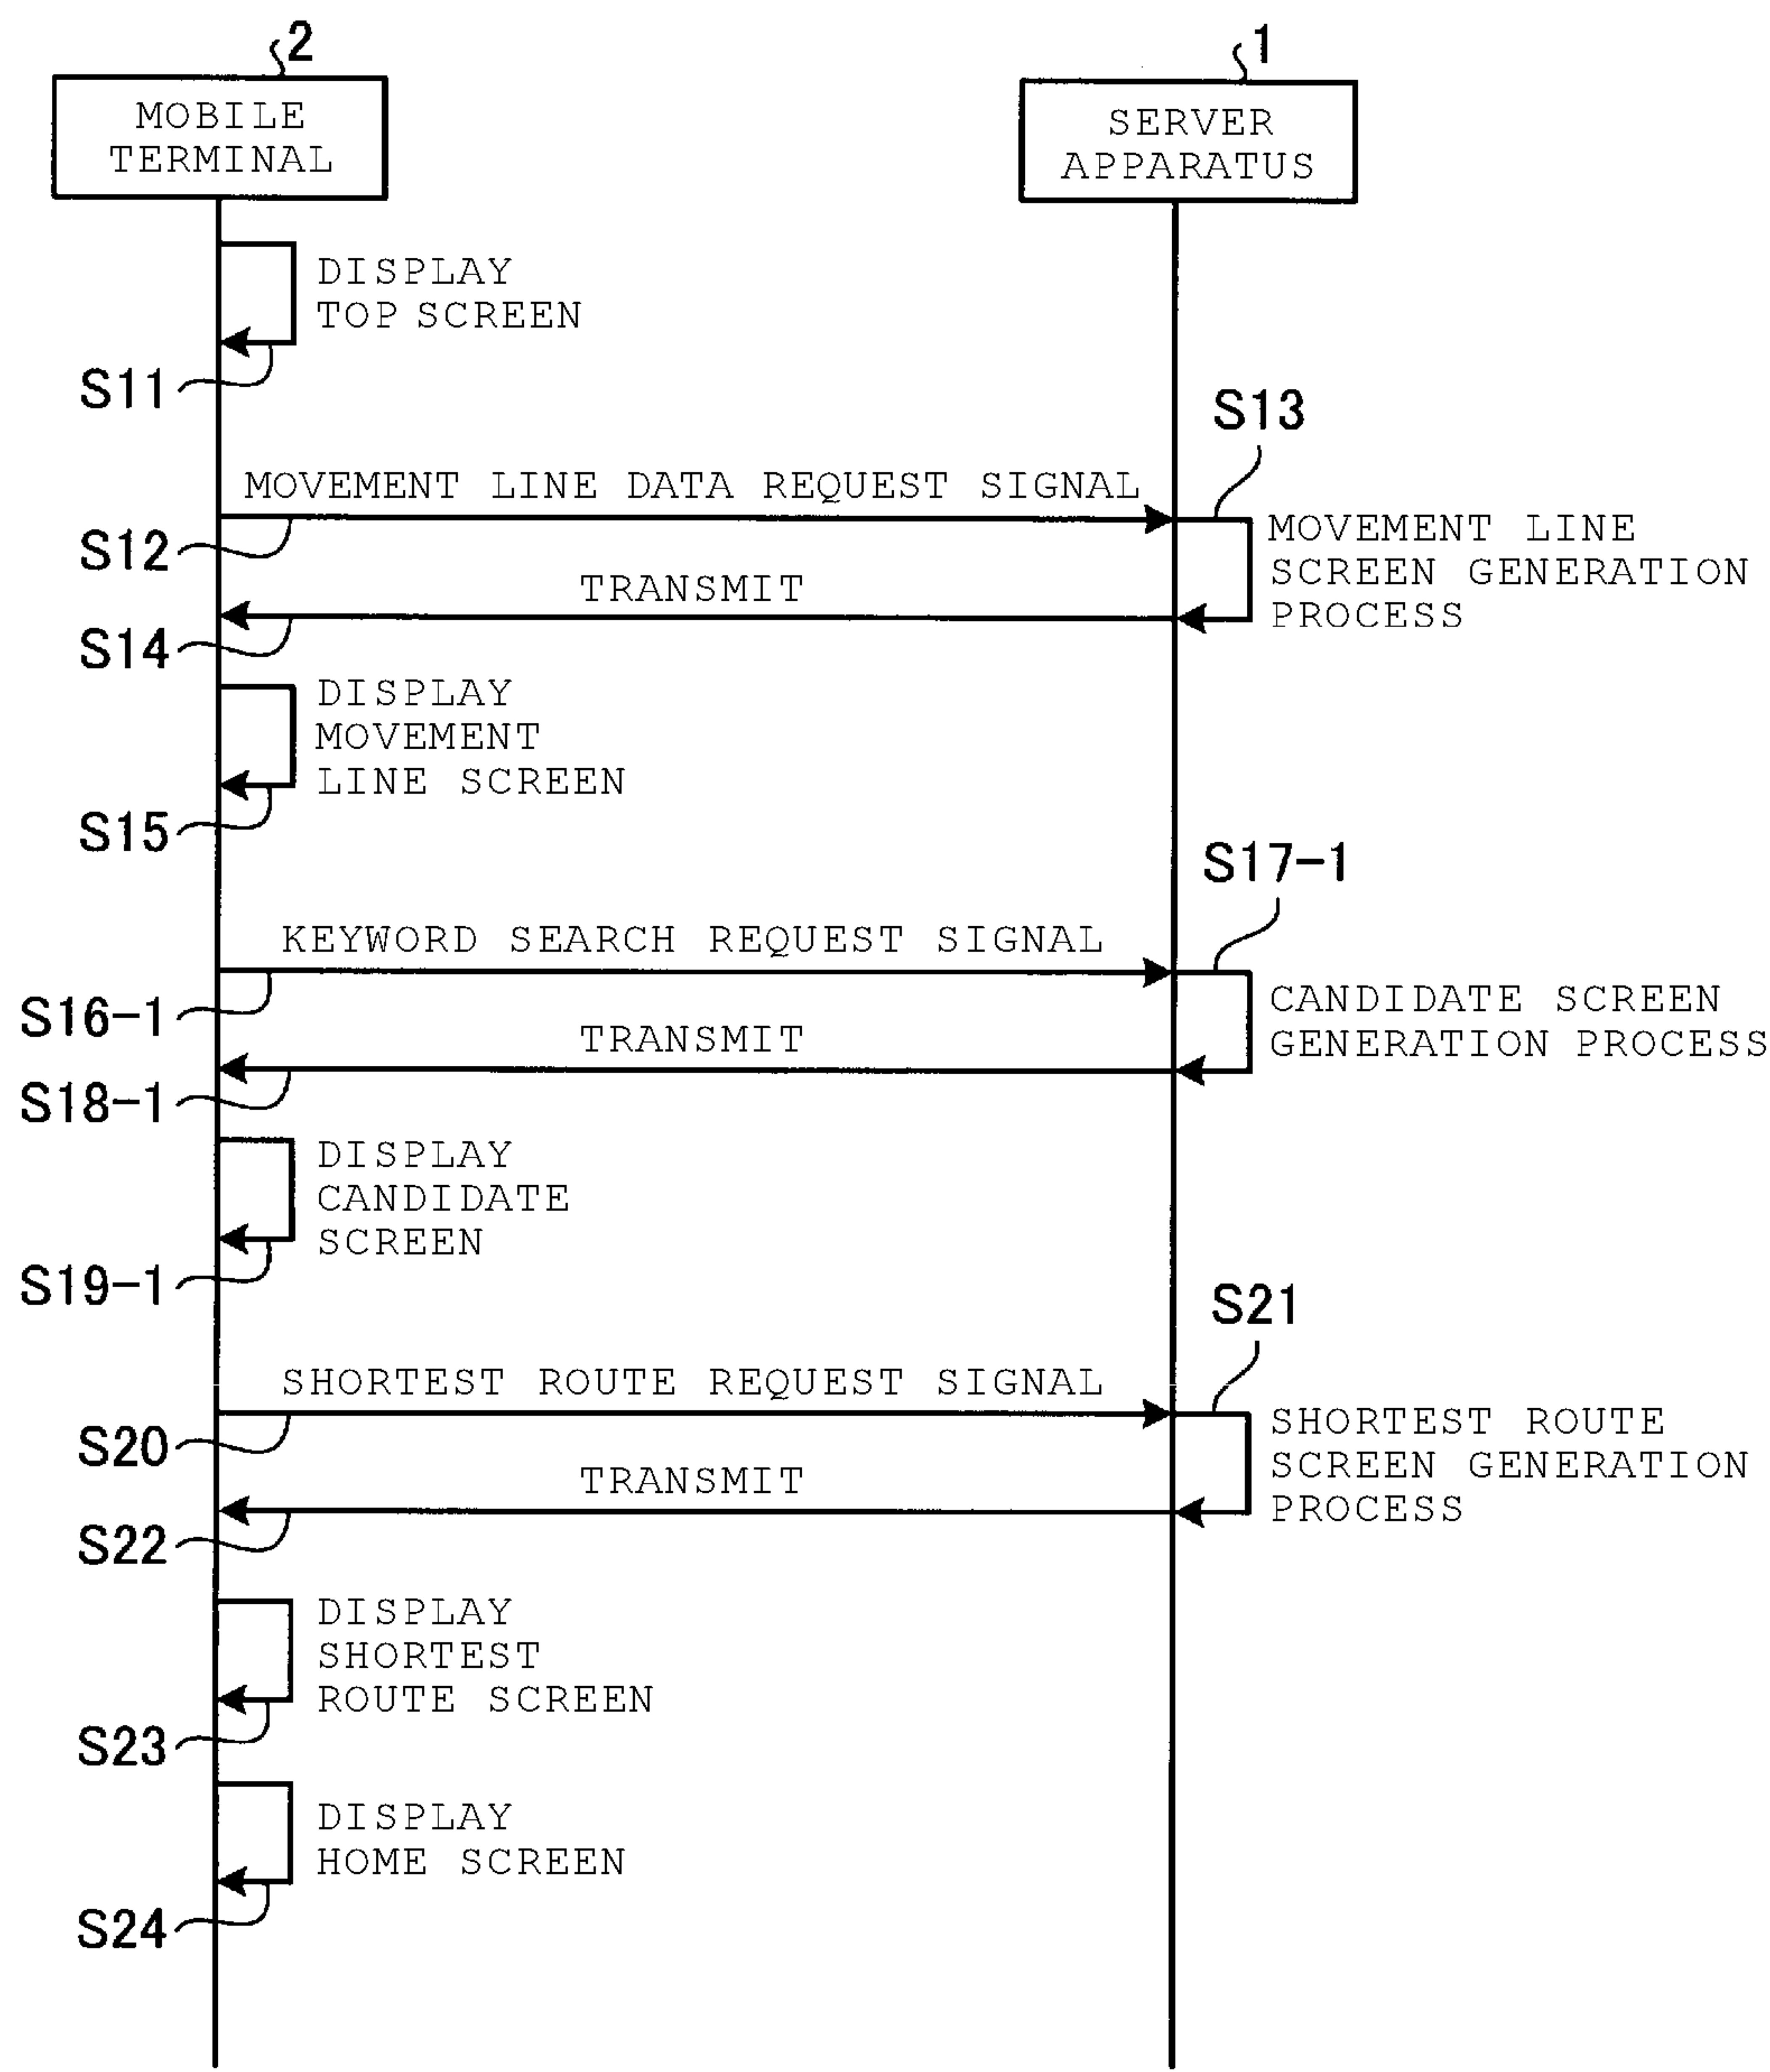 2
1
MOBILE
TERMINAL
SERVER
APPARATUS
DISPLAY
TOP SCREEN
S11
S13
MOVEMENT LINE DATA REQUEST SIGNAL
S12
MOVEMENT LINE
SCREEN GENERATION
PROCESS
TRANSMIT
S14
DISPLAY
MOVEMENT
LINE SCREEN
S15
S17-1
KEYWORD SEARCH REQUEST SIGNAL
S16-1
CANDIDATE SCREEN
GENERATION PROCESS
TRANSMIT
S18-1
DISPLAY
CANDIDATE
SCREEN
S19-1
S21
SHORTEST ROUTE REQUEST SIGNAL
S20
SHORTEST ROUTE
SCREEN GENERATION
PROCESS
TRANSMIT
S22
DISPLAY
SHORTEST
ROUTE SCREEN
S23
DISPLAY
HOME SCREEN
S24